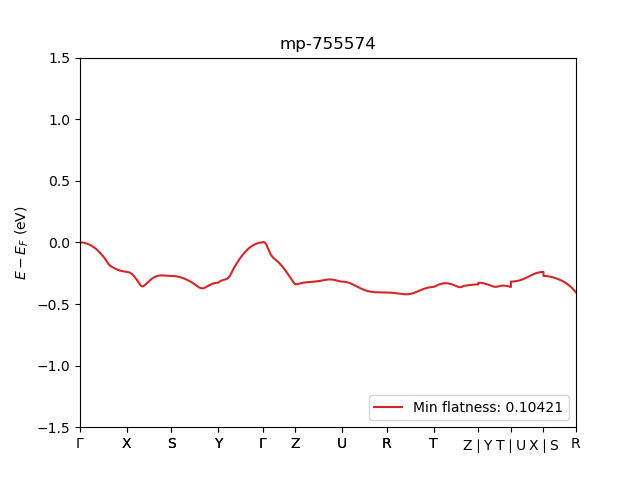 mp-755574
1.5
1.0
0.5
0.0
−0.5
−1.0
−1.5
E − E_F (eV)
Min flatness: 0.10421
Γ X S Y Γ Z U R T Z | Y T | U X | S R